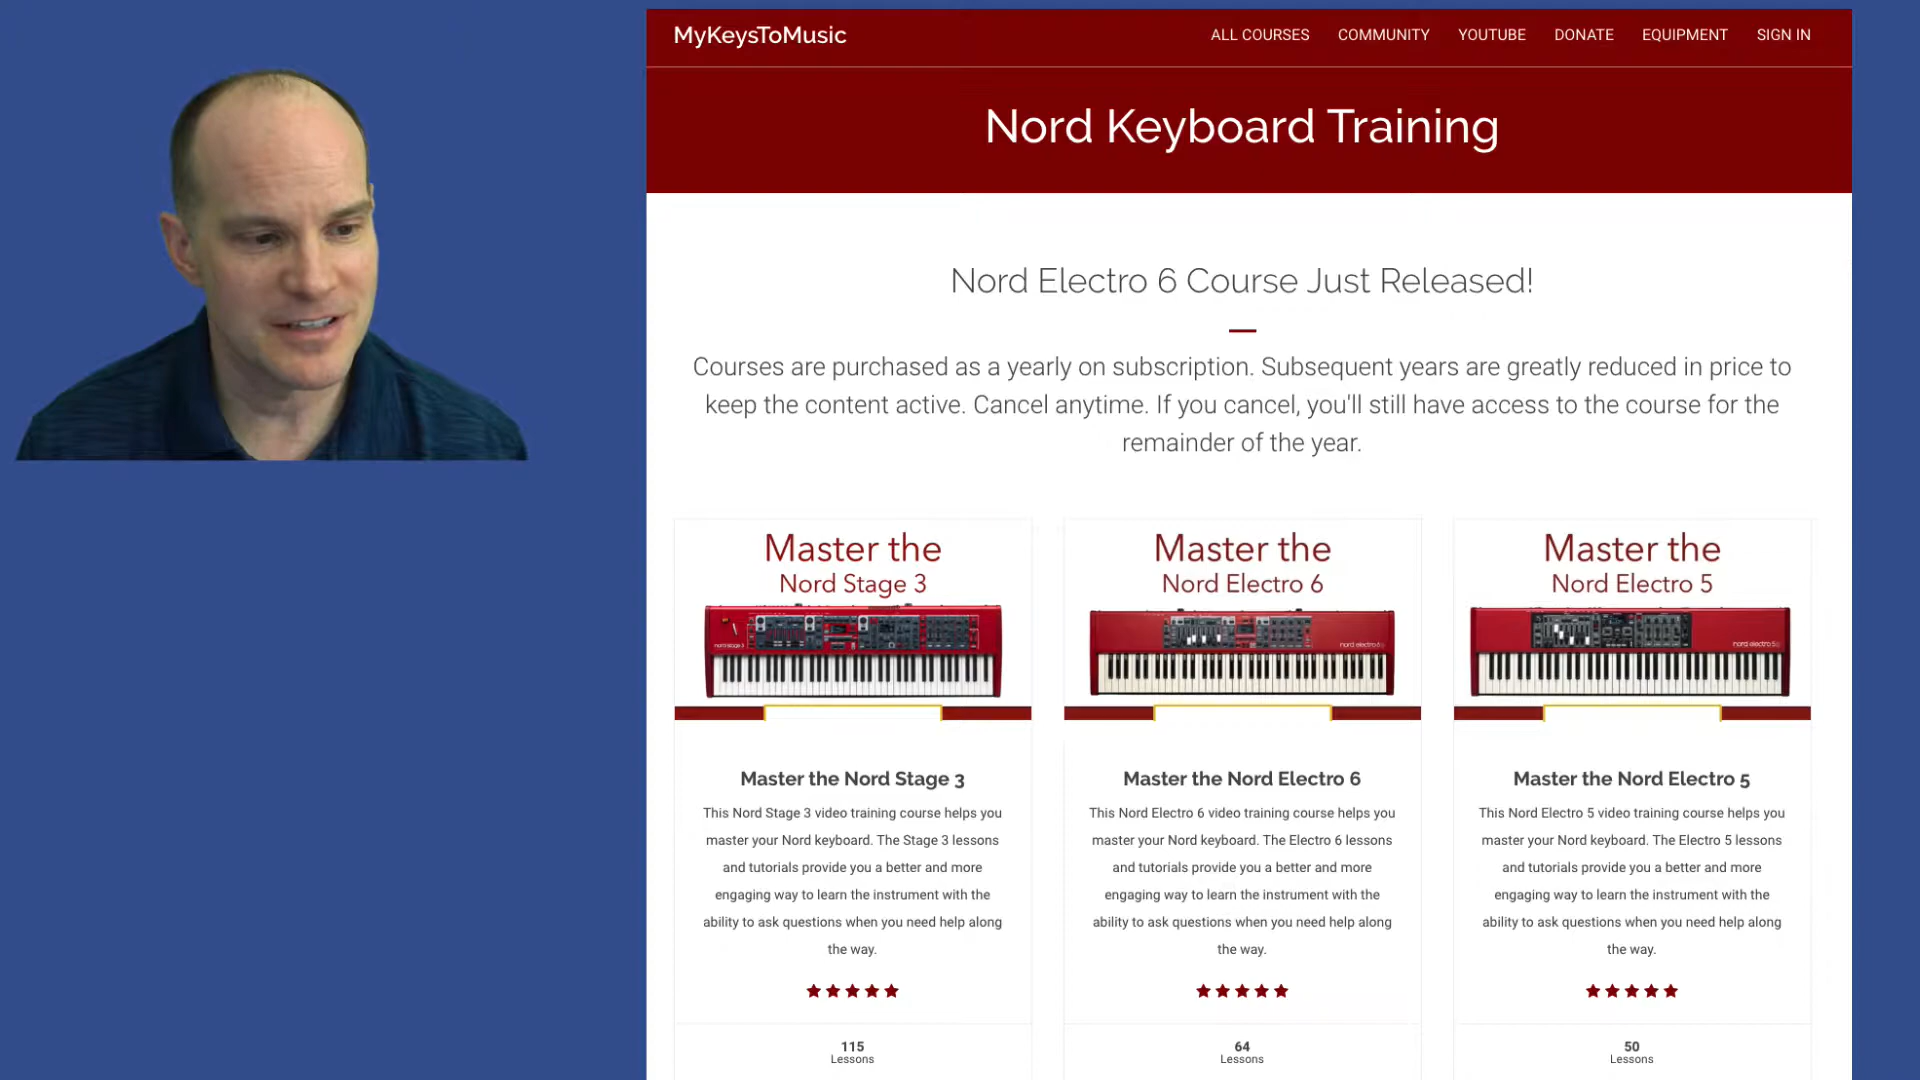 MyKeysToMusic
ALL COURSES COMMUNITY YOUTUBE DONATE EQUIPMENT SIGN IN
Nord Keyboard Training
Nord Electro 6 Course Just Released!
Courses are purchased as a yearly on subscription. Subsequent years are greatly reduced in price to
keep the content active. Cancel anytime. If you cancel, you'll still have access to the course for the
remainder of the year.
Master the
Nord Stage 3
nord stage 3
Master the Nord Stage 3
This Nord Stage 3 video training course helps you
master your Nord keyboard. The Stage 3 lessons
and tutorials provide you a better and more
engaging way to learn the instrument with the
ability to ask questions when you need help along
the way.
115
Lessons
Master the
Nord Electro 6
nord electro 6
Master the Nord Electro 6
This Nord Electro 6 video training course helps you
master your Nord keyboard. The Electro 6 lessons
and tutorials provide you a better and more
engaging way to learn the instrument with the
ability to ask questions when you need help along
the way.
64
Lessons
Master the
Nord Electro 5
nord electro 5
Master the Nord Electro 5
This Nord Electro 5 video training course helps you
master your Nord keyboard. The Electro 5 lessons
and tutorials provide you a better and more
engaging way to learn the instrument with the
ability to ask questions when you need help along
the way.
50
Lessons